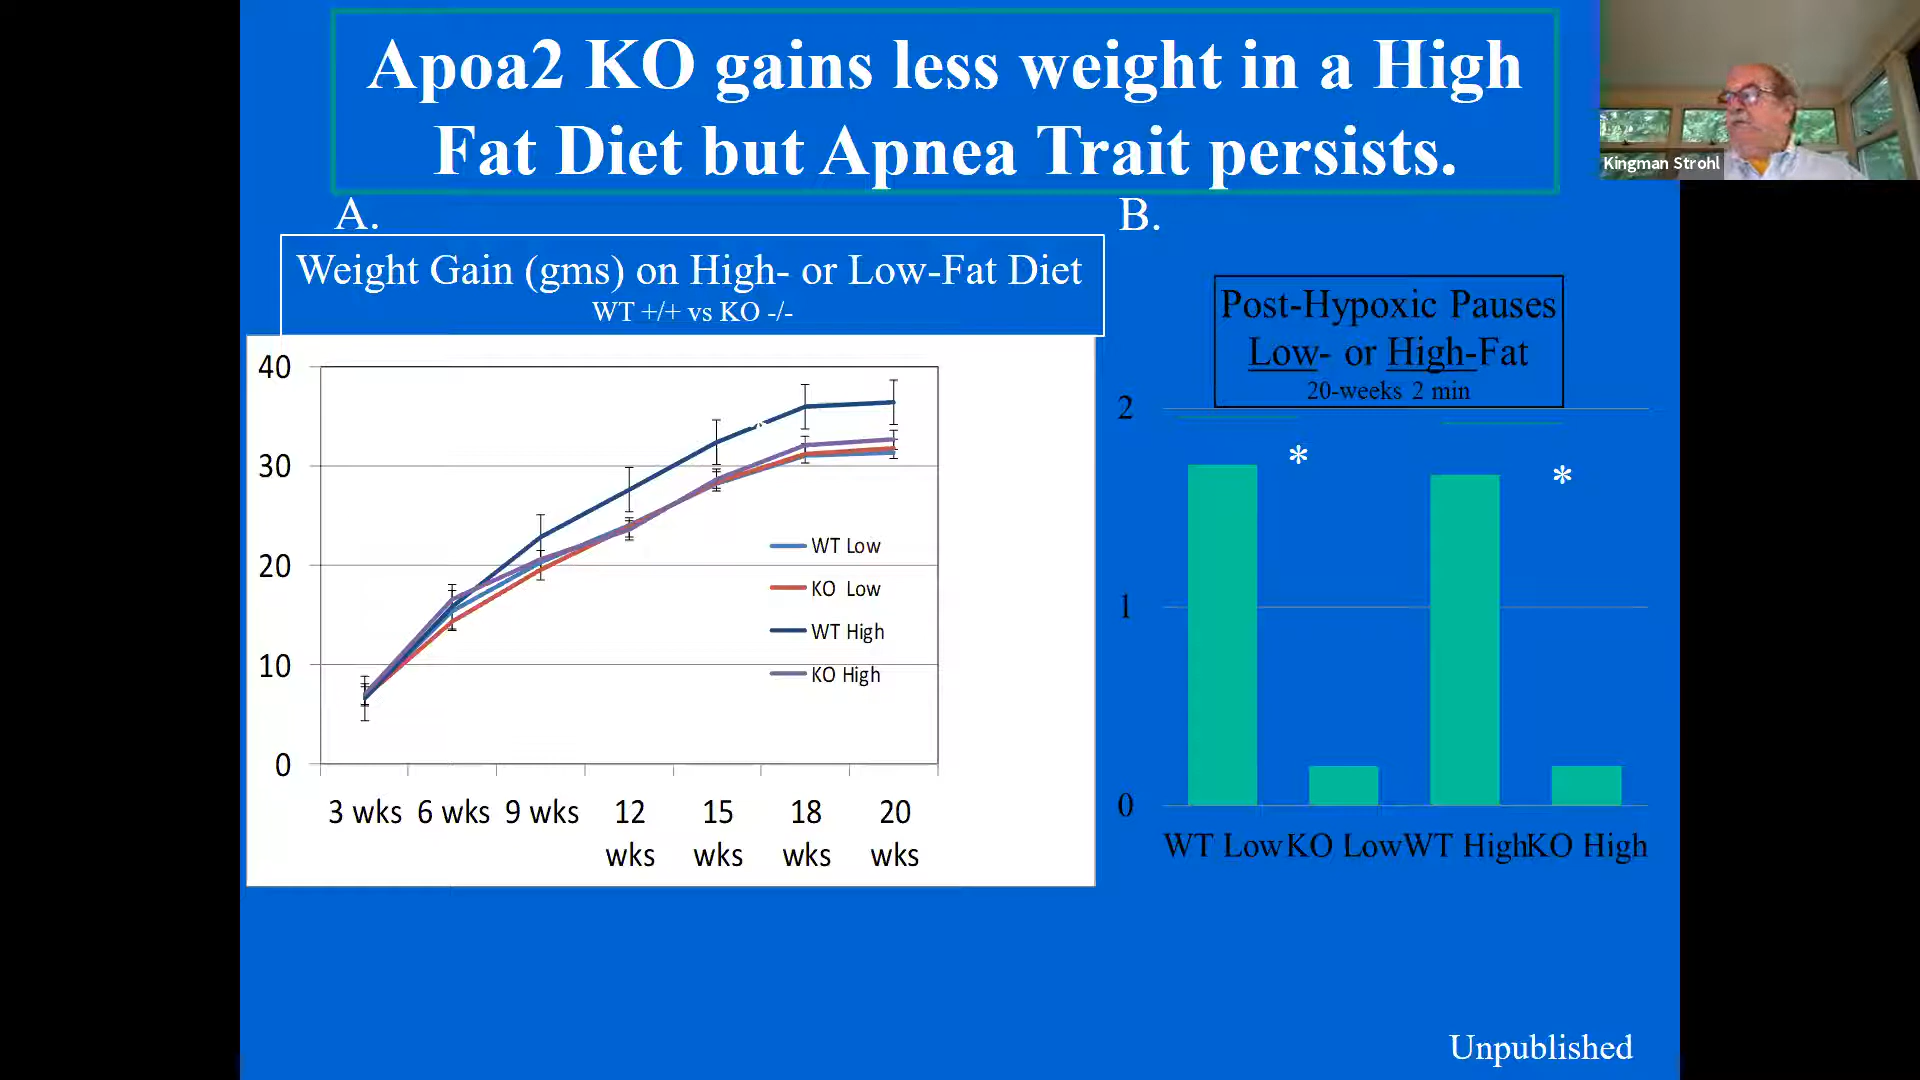 Apoa2 KO gains less weight in a High
Fat Diet but Apnea Trait persists.
Kingman Strohl
A.
B.
Weight Gain (gms) on High- or Low-Fat Diet
WT +/+ vs KO -/-
40
30
20
10
0
3 wks 6 wks 9 wks 12 wks 15 wks 18 wks 20 wks
WT Low
KO Low
WT High
KO High
Post-Hypoxic Pauses
Low- or High-Fat
20-weeks 2 min
2
1
0
*
*
WT Low KO Low WT High KO High
Unpublished